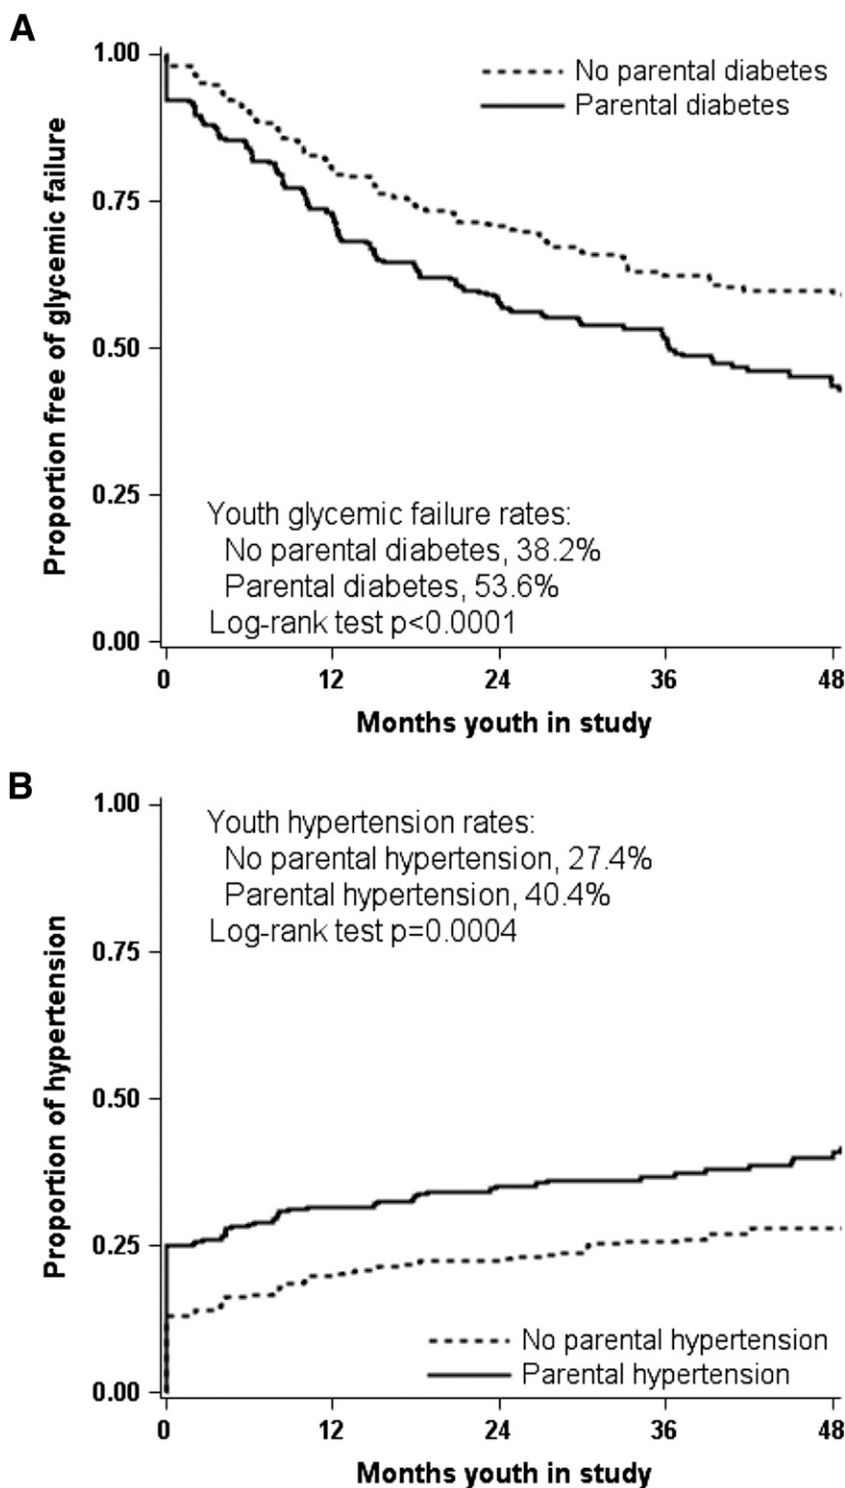 A
1.00
0.75
0.50
0.25
0.00
Proportion free of glycemic failure
No parental diabetes
Parental diabetes
Youth glycemic failure rates:
No parental diabetes, 38.2%
Parental diabetes, 53.6%
Log-rank test p<0.0001
0 12 24 36 48
Months youth in study
B
1.00
0.75
0.50
0.25
0.00
Proportion of hypertension
Youth hypertension rates:
No parental hypertension, 27.4%
Parental hypertension, 40.4%
Log-rank test p=0.0004
No parental hypertension
Parental hypertension
0 12 24 36 48
Months youth in study